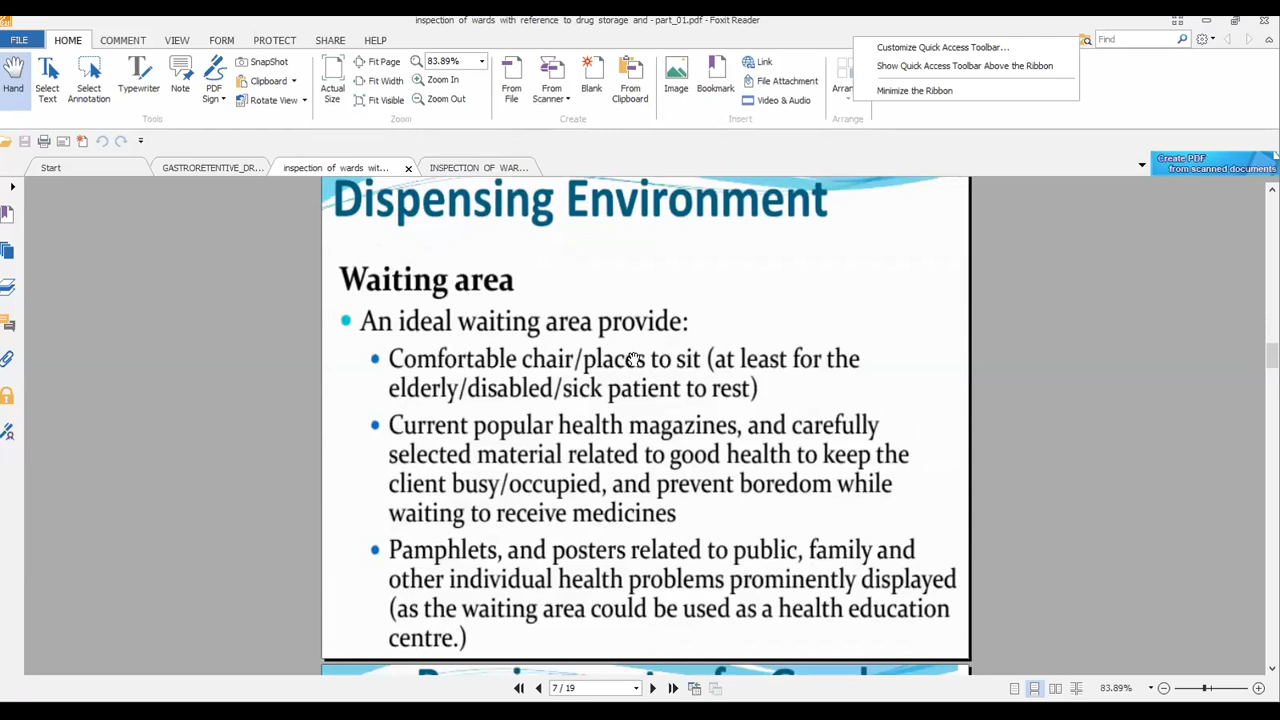 inspection of wards with reference to drug storage and - part_01.pdf - Foxit Reader
FILE HOME COMMENT VIEW FORM PROTECT SHARE HELP
Find
Customize Quick Access Toolbar...
Show Quick Access Toolbar Above the Ribbon
Minimize the Ribbon
Hand
Select Text
Select Annotation
Typewriter
Note
PDF Sign
SnapShot
Clipboard
Rotate View
Tools
Actual Size
Fit Page
Fit Width
Fit Visible
83.89%
Zoom In
Zoom Out
Zoom
From File
From Scanner
Blank
From Clipboard
Create
Image
Bookmark
Link
File Attachment
Video & Audio
Insert
Arrange
Start
GASTRORETENTIVE_DR...
inspection of wards wit...
INSPECTION OF WAR...
Create PDF
from scanned documents
Dispensing Environment
Waiting area
• An ideal waiting area provide:
• Comfortable chair/places to sit (at least for the
elderly/disabled/sick patient to rest)
• Current popular health magazines, and carefully
selected material related to good health to keep the
client busy/occupied, and prevent boredom while
waiting to receive medicines
• Pamphlets, and posters related to public, family and
other individual health problems prominently displayed
(as the waiting area could be used as a health education
centre.)
7 / 19
83.89%